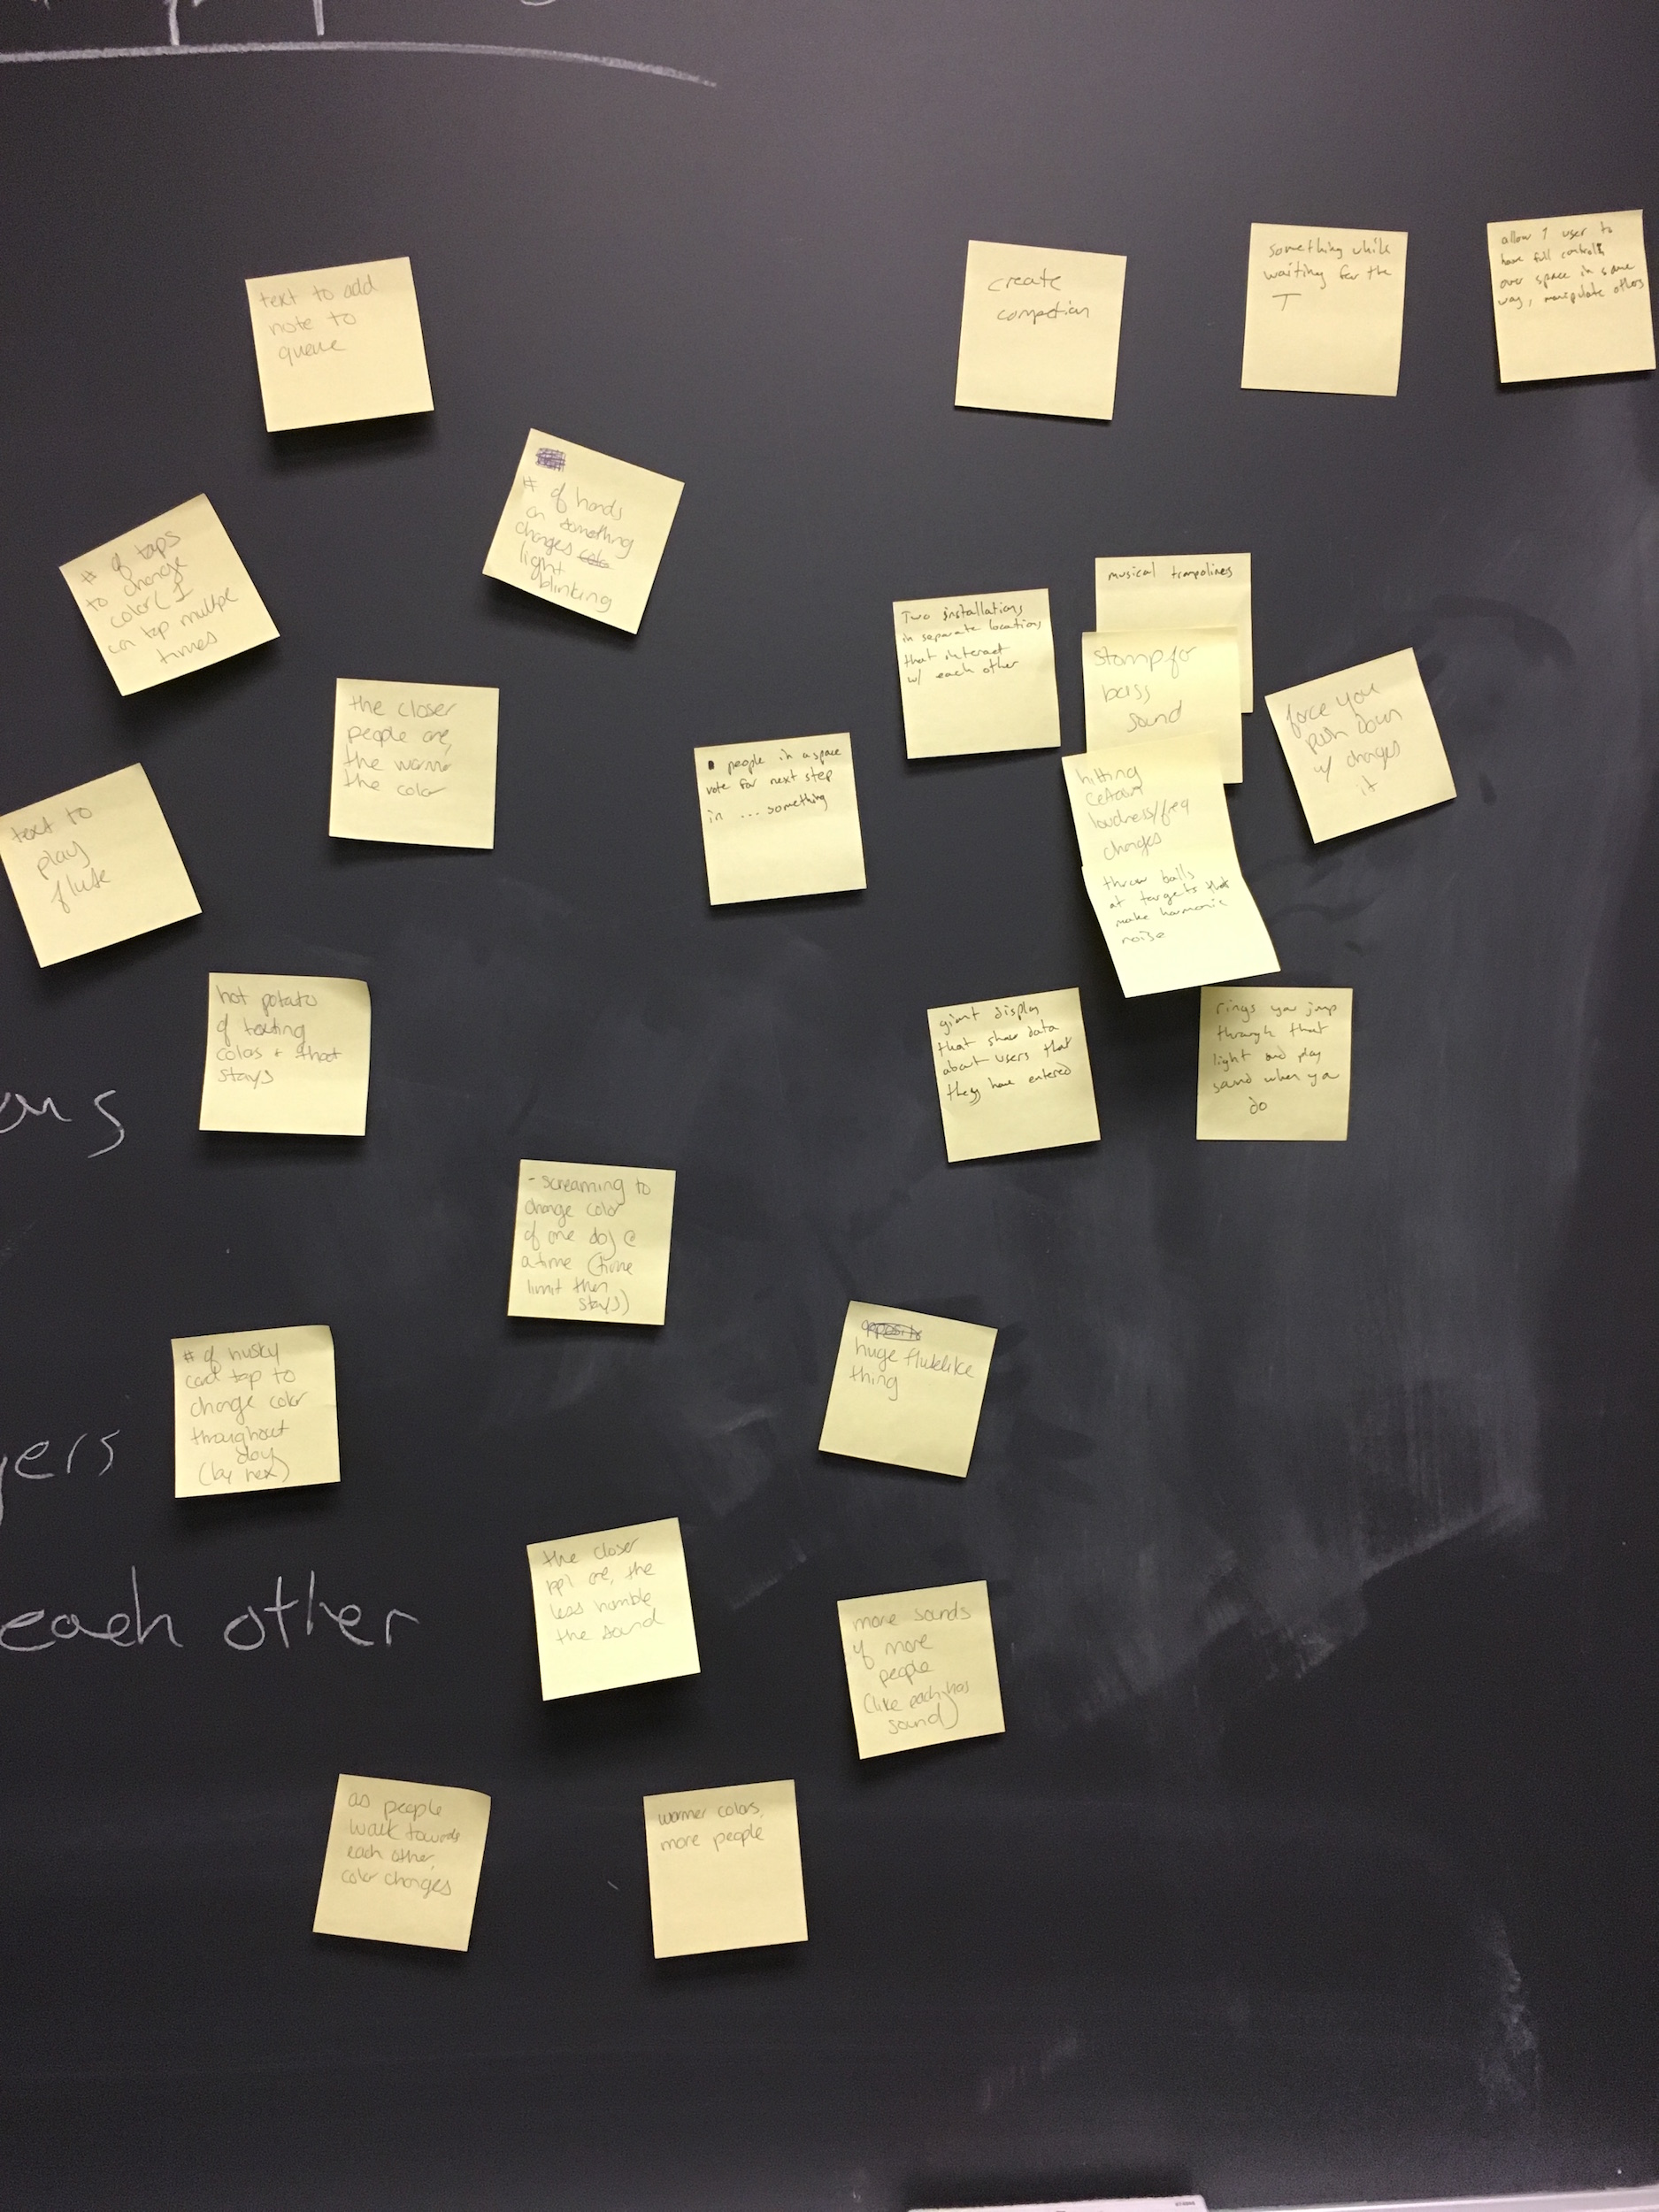 text to add
note to
queue
create
competion
something while
waiting for the
T
allow 1 user to
have full control
over space in some
way, manipulate others
# of hands
on something
changes
light
blinking
# of taps
to change
color ( 1
can tap multiple
times
the closer
people are,
the warmer
the color
text to
play
flute
people in a space
vote for next step
in ... something
Two installations
in separate locations
that interact
w/ each other
musical trampolines
stomp for
bass
sound
hitting
certain
loudness/freq
changes
throw balls
at targets that
make harmonic
noise
force you
push down
w/ changes
it
hot potato
of texting
colors + that
stays
giant display
that show data
about users that
they have entered
rings you jump
through that
light and play
sound when you
do
- screaming to
change color
of one dog @
a time (time
limit then
stays)
# of husky
card tap to
change color
throughout
day
(by hex)
huge flutelike
thing
the closer
ppl are, the
less humble
the sound
more sounds
if more
people
(like each has
sound)
each other
as people
walk towards
each other,
color changes
warmer colors,
more people